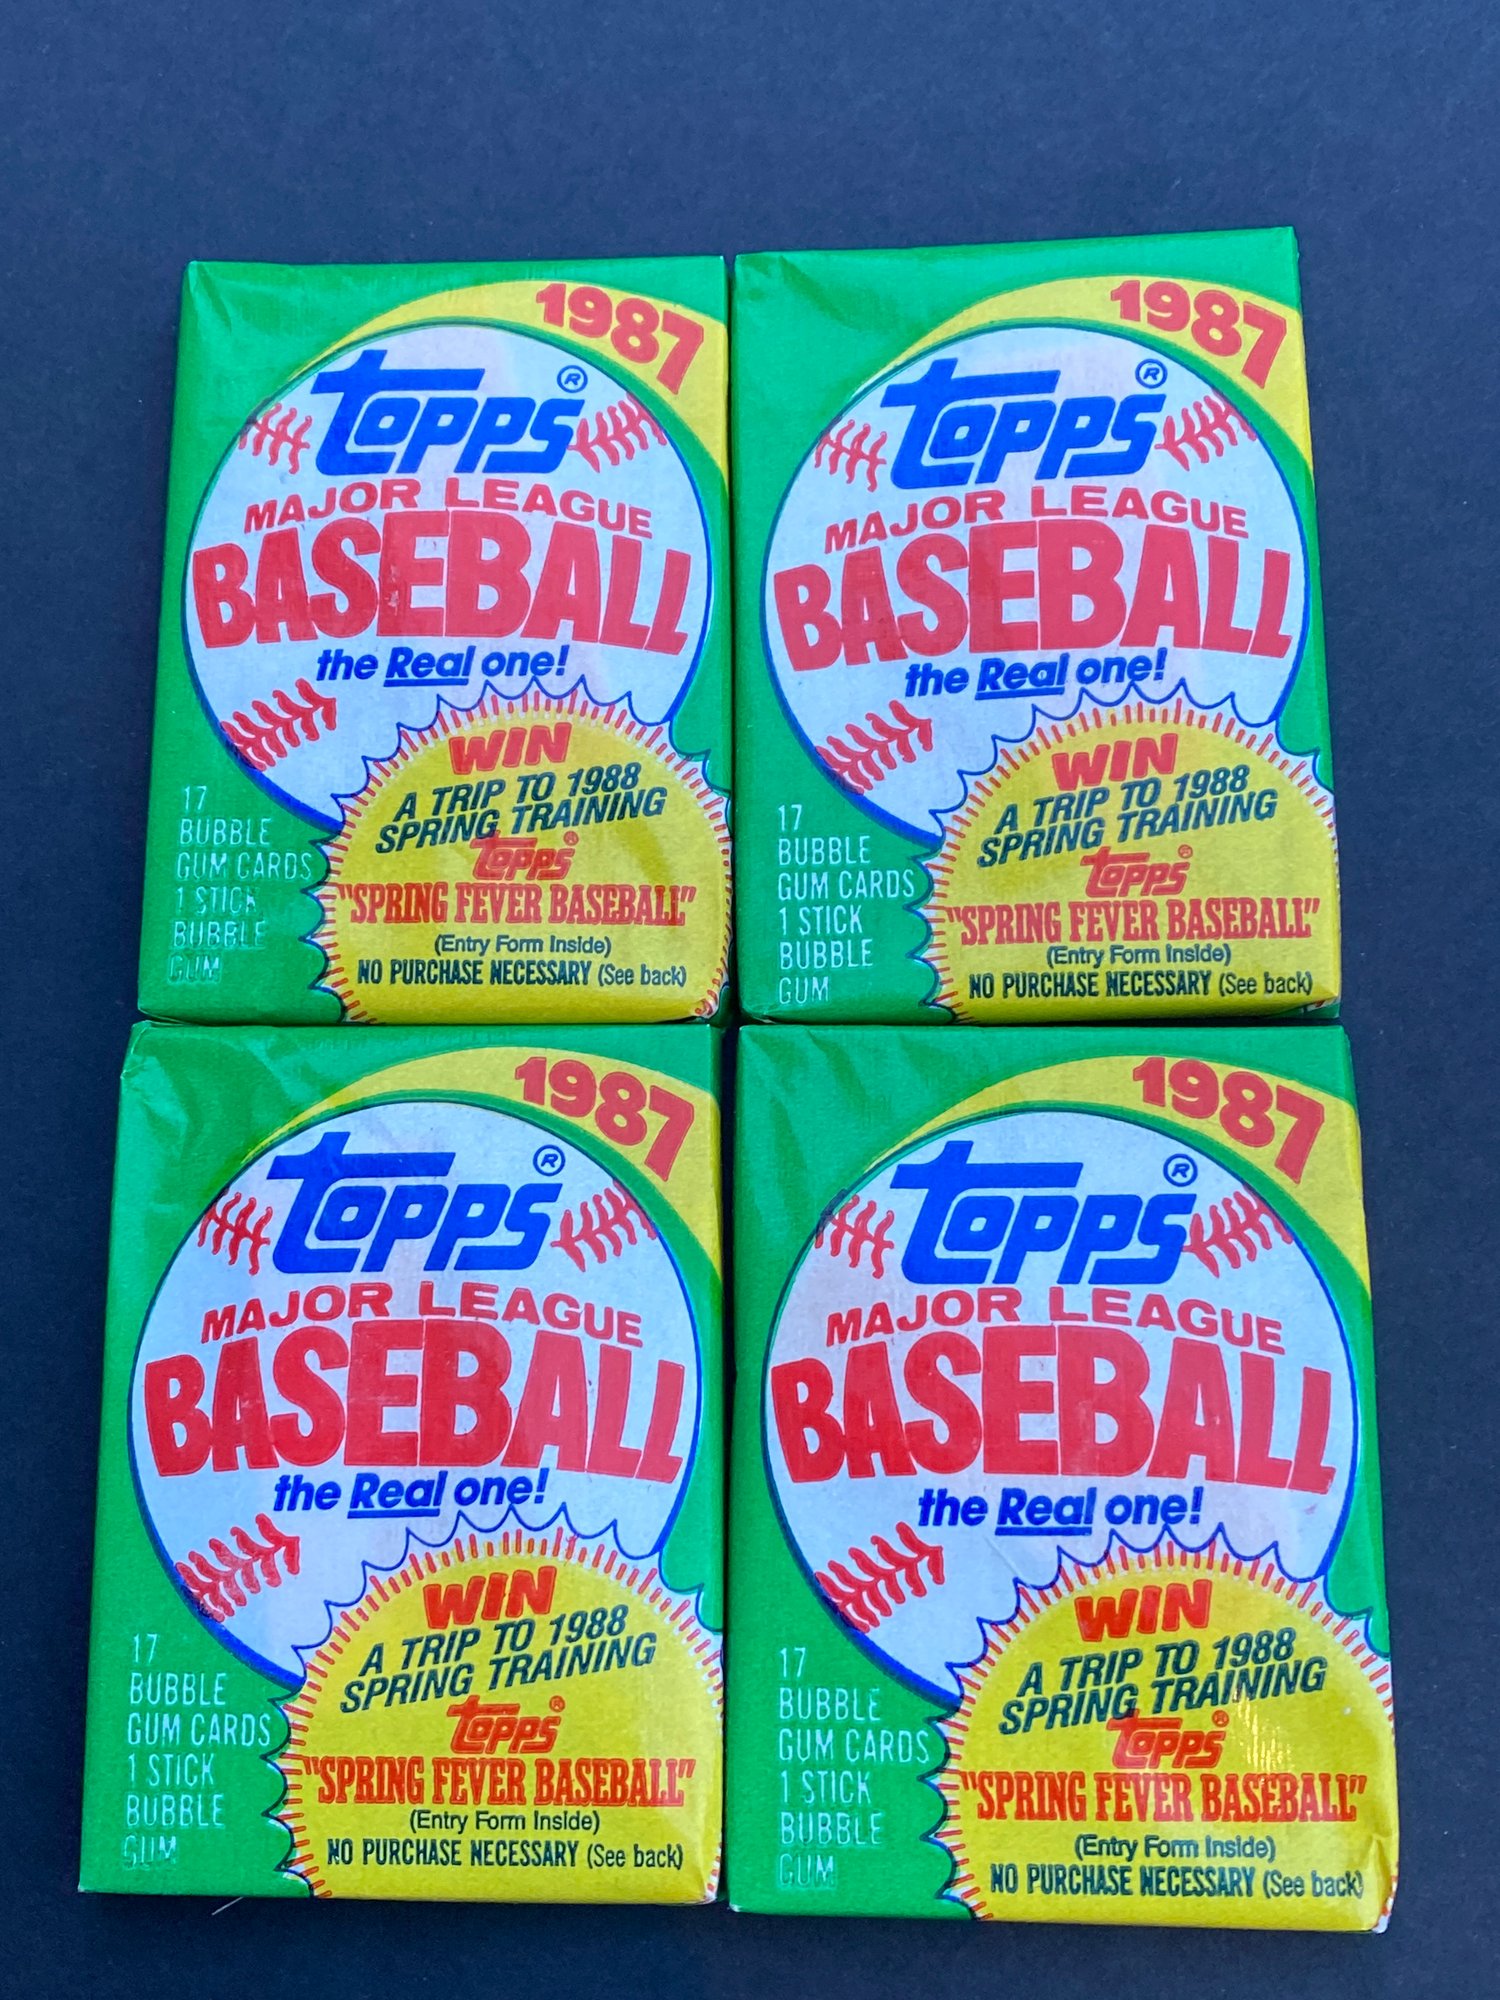 1987
Topps®
MAJOR LEAGUE
BASEBALL
the Real one!
WIN
A TRIP TO 1988
SPRING TRAINING
Topps®
"SPRING FEVER BASEBALL"
(Entry Form Inside)
NO PURCHASE NECESSARY (See back)
17
BUBBLE
GUM CARDS
1 STICK
BUBBLE
GUM
1987
Topps®
MAJOR LEAGUE
BASEBALL
the Real one!
WIN
A TRIP TO 1988
SPRING TRAINING
Topps®
"SPRING FEVER BASEBALL"
(Entry Form Inside)
NO PURCHASE NECESSARY (See back)
17
BUBBLE
GUM CARDS
1 STICK
BUBBLE
GUM
1987
Topps®
MAJOR LEAGUE
BASEBALL
the Real one!
WIN
A TRIP TO 1988
SPRING TRAINING
Topps®
"SPRING FEVER BASEBALL"
(Entry Form Inside)
NO PURCHASE NECESSARY (See back)
17
BUBBLE
GUM CARDS
1 STICK
BUBBLE
GUM
1987
Topps®
MAJOR LEAGUE
BASEBALL
the Real one!
WIN
A TRIP TO 1988
SPRING TRAINING
Topps®
"SPRING FEVER BASEBALL"
(Entry Form Inside)
NO PURCHASE NECESSARY (See back)
17
BUBBLE
GUM CARDS
1 STICK
BUBBLE
GUM